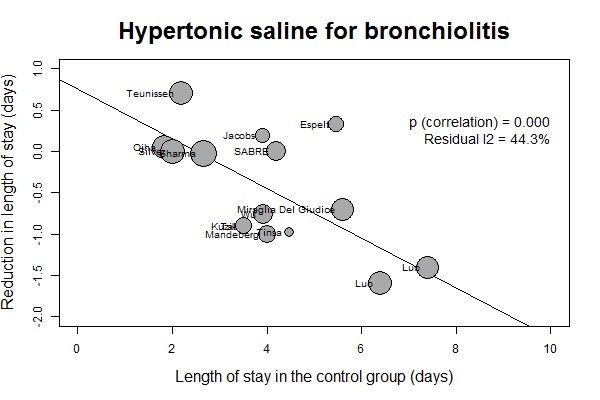 Hypertonic saline for bronchiolitis
Reduction in length of stay (days)
1.0
0.5
0.0
-0.5
-1.0
-1.5
-2.0
Teunissen
Espelt
p (correlation) = 0.000
Residual I2 = 44.3%
Jacobs
Ojha
Sharma
SABRE
Miraglia Del Giudice
Mandeberg
Tinsa
Luo
Luo
0
2
4
6
8
10
Length of stay in the control group (days)